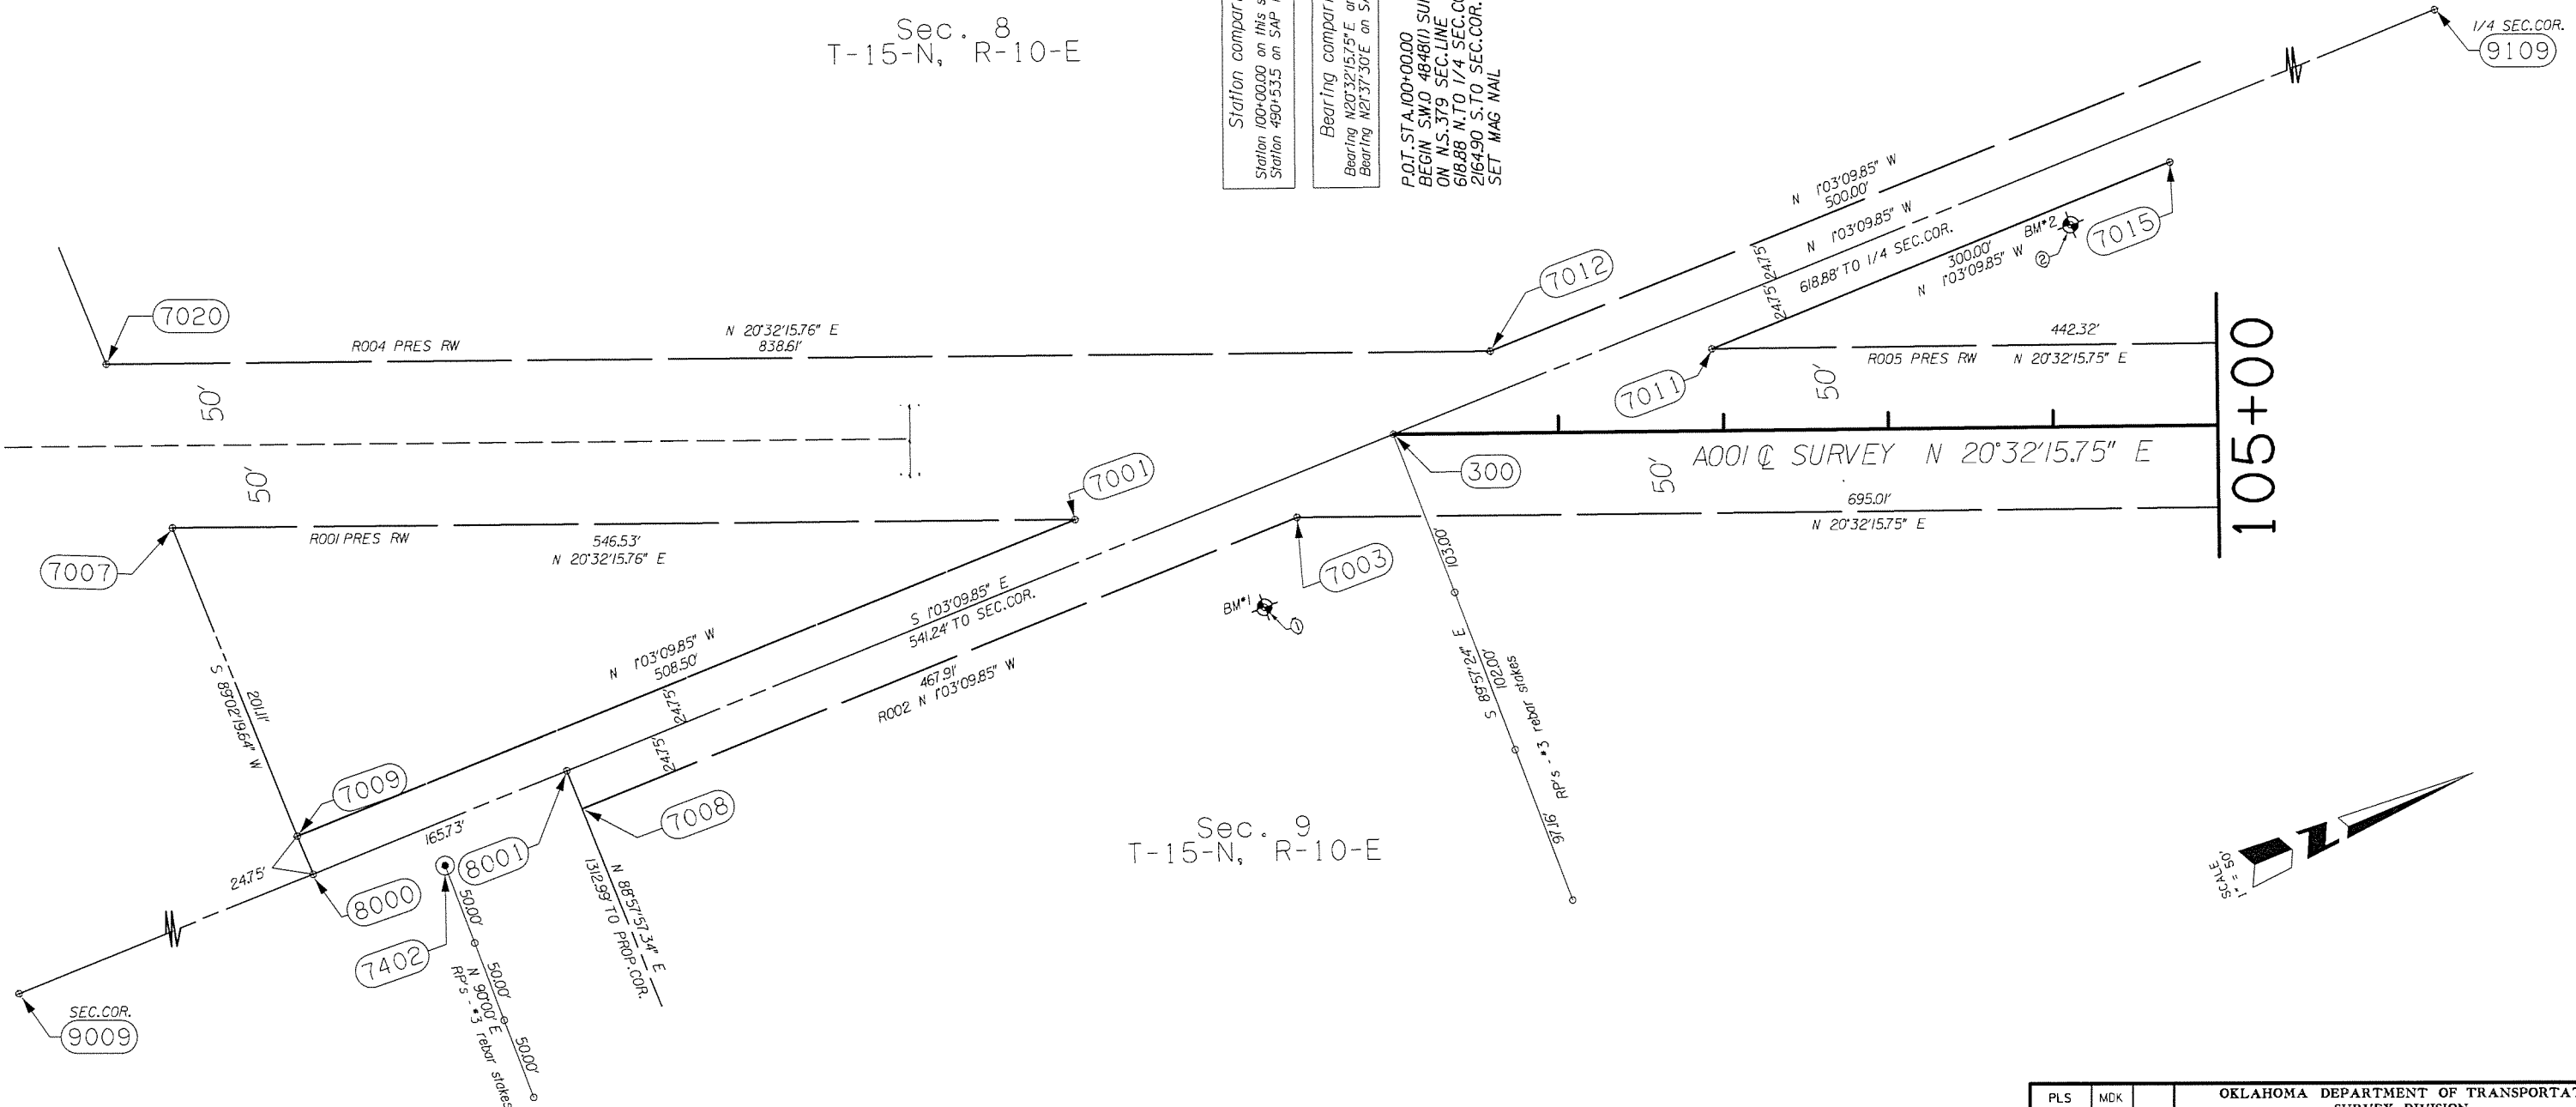 Sec. 8
T-15-N, R-10-E
Station compar
Station 100+00.00 on this s
Station 490+53.5 on SAP
Bearing compari
Bearing N20°32'15.75"E an
Bearing N21°37'30"E on SA
P.O.T. STA.100+00.00
BEGIN S.W.O 4848(1) SU
ON N.S.379 SEC.LINE
618.88 N.TO 1/4 SEC.CO
2164.90 S.TO SEC.COR.
SET MAG NAIL
1/4 SEC.COR.
9109
N 1°03'09.85" W
500.00'
N 1°03'09.85" W
618.88' TO 1/4 SEC.COR.
24.75'
24.75'
300.00'
N 1°03'09.85" W
BM#2
2
7015
7012
7020
R004 PRES RW
N 20°32'15.76" E
838.61'
442.32'
R005 PRES RW
N 20°32'15.75" E
7011
50'
50'
50'
50'
105+00
A001 ℄ SURVEY N 20°32'15.75" E
300
695.01'
N 20°32'15.75" E
7001
7007
R001 PRES RW
546.53'
N 20°32'15.76" E
7003
BM#1
1
S 1°03'09.85" E
541.24' TO SEC.COR.
N 1°03'09.85" W
508.50'
24.75'
24.75'
467.91'
R002 N 1°03'09.85" W
103.00'
S 89°57'24" E
102.00'
RP's - #3 rebar stakes
97.16'
201.11'
S 89°02'19.64" W
7009
7008
165.73'
8001
24.75'
8000
7402
N 88°57'57.34" E
1312.99' TO PROP.COR.
50.00'
50.00'
N 90°00' E
RP's - #3 rebar stakes
50.00'
SEC.COR.
9009
Sec. 9
T-15-N, R-10-E
SCALE
1" = 50'
PLS MDK
OKLAHOMA DEPARTMENT OF TRANSPORTAT
SURVEY DIVISION